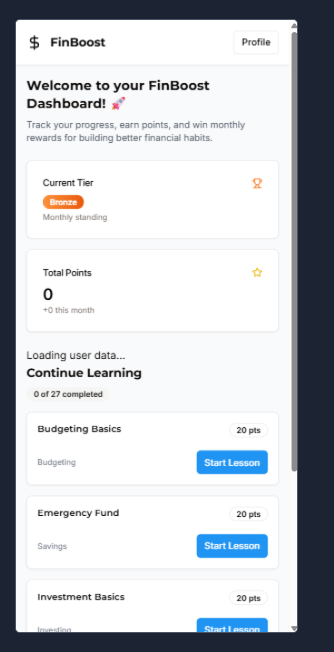 FinBoost
Profile
Welcome to your FinBoost
Dashboard! 🚀
Track your progress, earn points, and win monthly
rewards for building better financial habits.
Current Tier
Bronze
Monthly standing
Total Points
0
+0 this month
Loading user data...
Continue Learning
0 of 27 completed
Budgeting Basics
20 pts
Budgeting
Start Lesson
Emergency Fund
20 pts
Savings
Start Lesson
Investment Basics
20 pts
Investing
Start Lesson